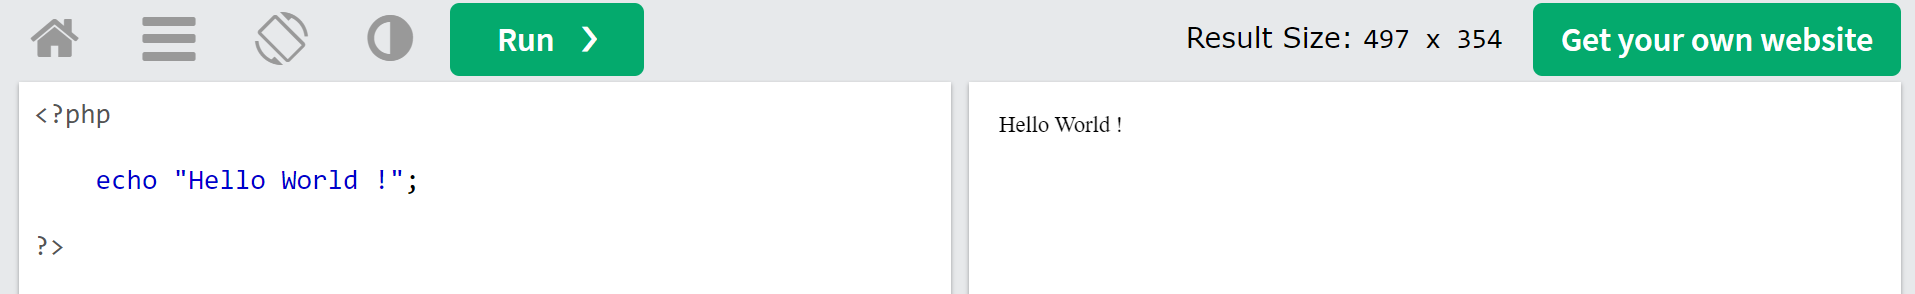 Run ❯
Result Size: 497 x 354
Get your own website
<?php
    echo "Hello World !";
?>
Hello World !